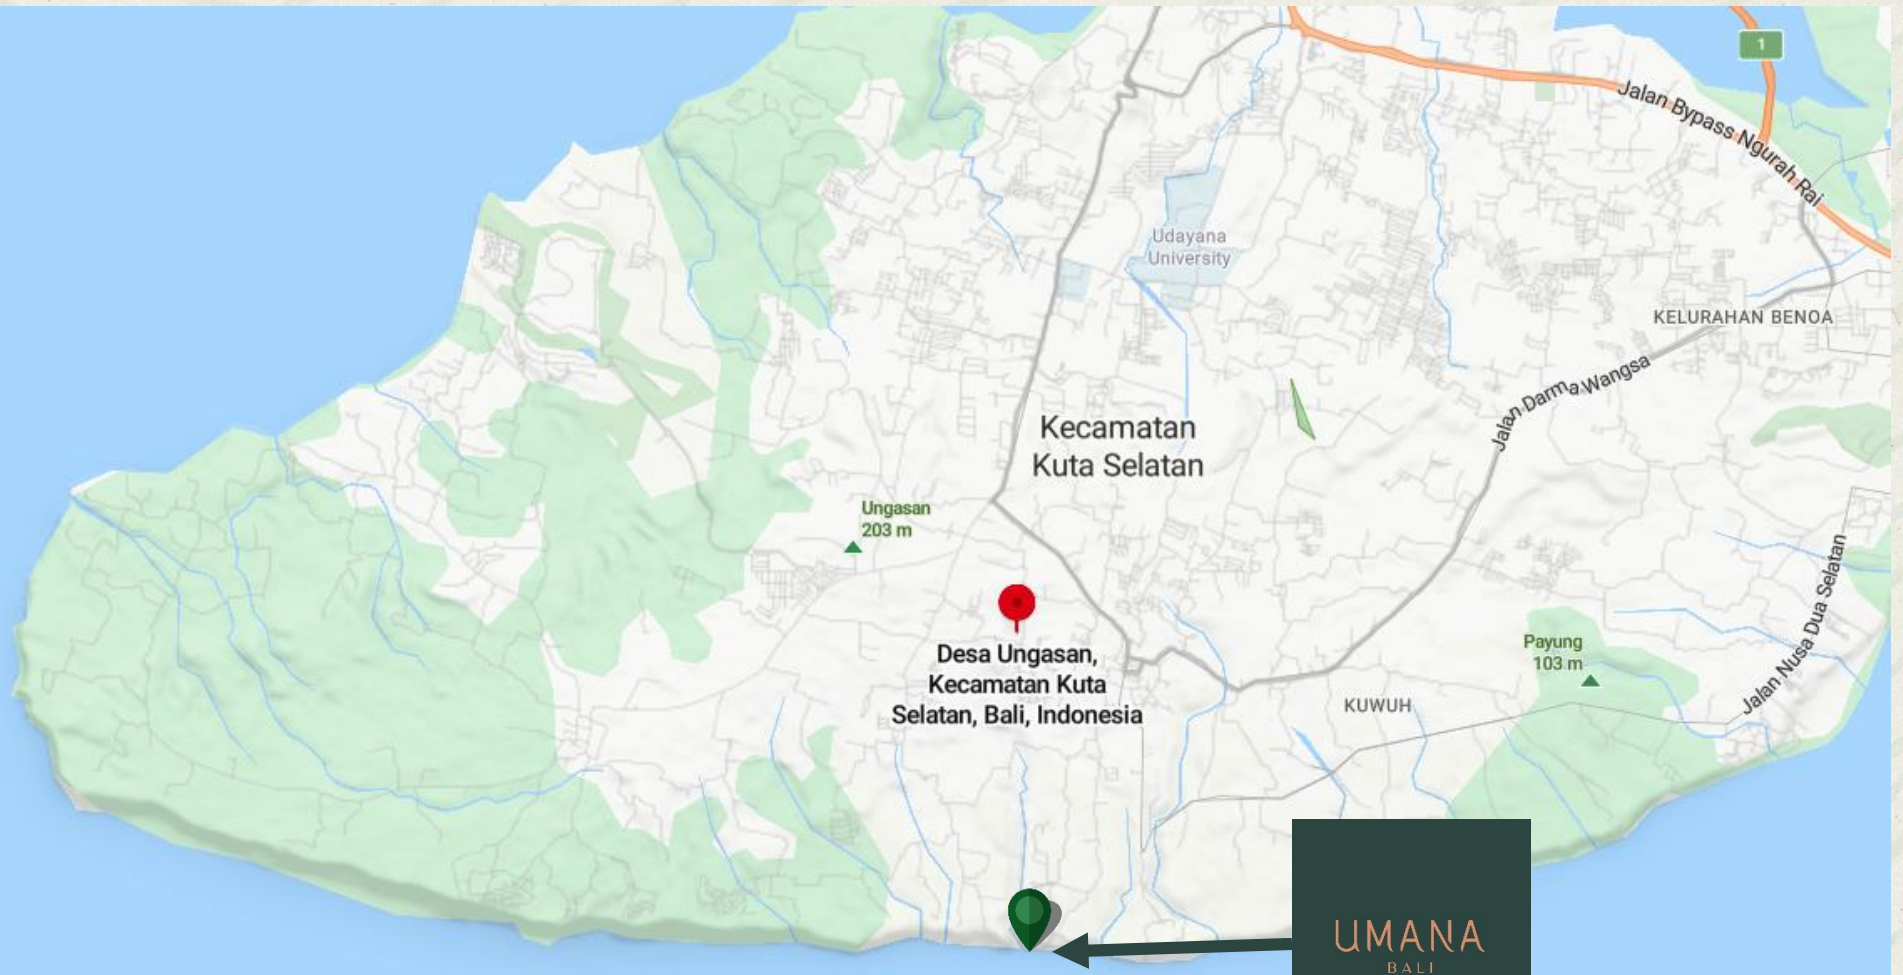 1
Jalan Bypass Ngurah Rai
Udayana
University
KELURAHAN BENOA
Jalan Darma Wangsa
Kecamatan
Kuta Selatan
Ungasan
203 m
Jalan Nusa Dua Selatan
Desa Ungasan,
Kecamatan Kuta
Selatan, Bali, Indonesia
Payung
103 m
KUWUH
UMANA
BALI